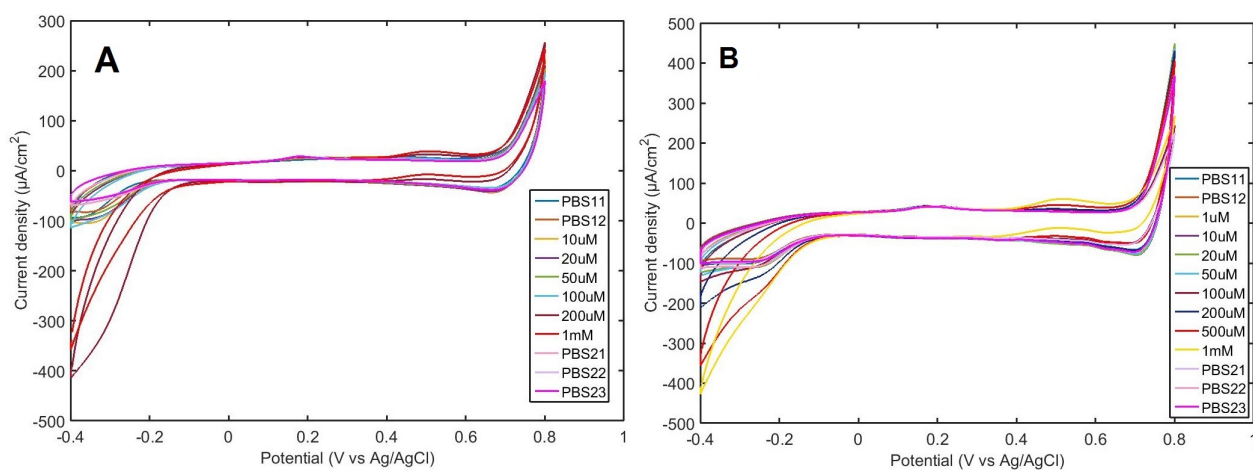 A
300
200
100
0
-100
-200
-300
-400
-500
Current density (µA/cm²)
-0.4
-0.2
0
0.2
0.4
0.6
0.8
1
Potential (V vs Ag/AgCl)
PBS11
PBS12
10uM
20uM
50uM
100uM
200uM
1mM
PBS21
PBS22
PBS23
B
500
400
300
200
100
0
-100
-200
-300
-400
-500
Current density (µA/cm²)
-0.4
-0.2
0
0.2
0.4
0.6
0.8
1
Potential (V vs Ag/AgCl)
PBS11
PBS12
1uM
10uM
20uM
50uM
100uM
200uM
500uM
1mM
PBS21
PBS22
PBS23